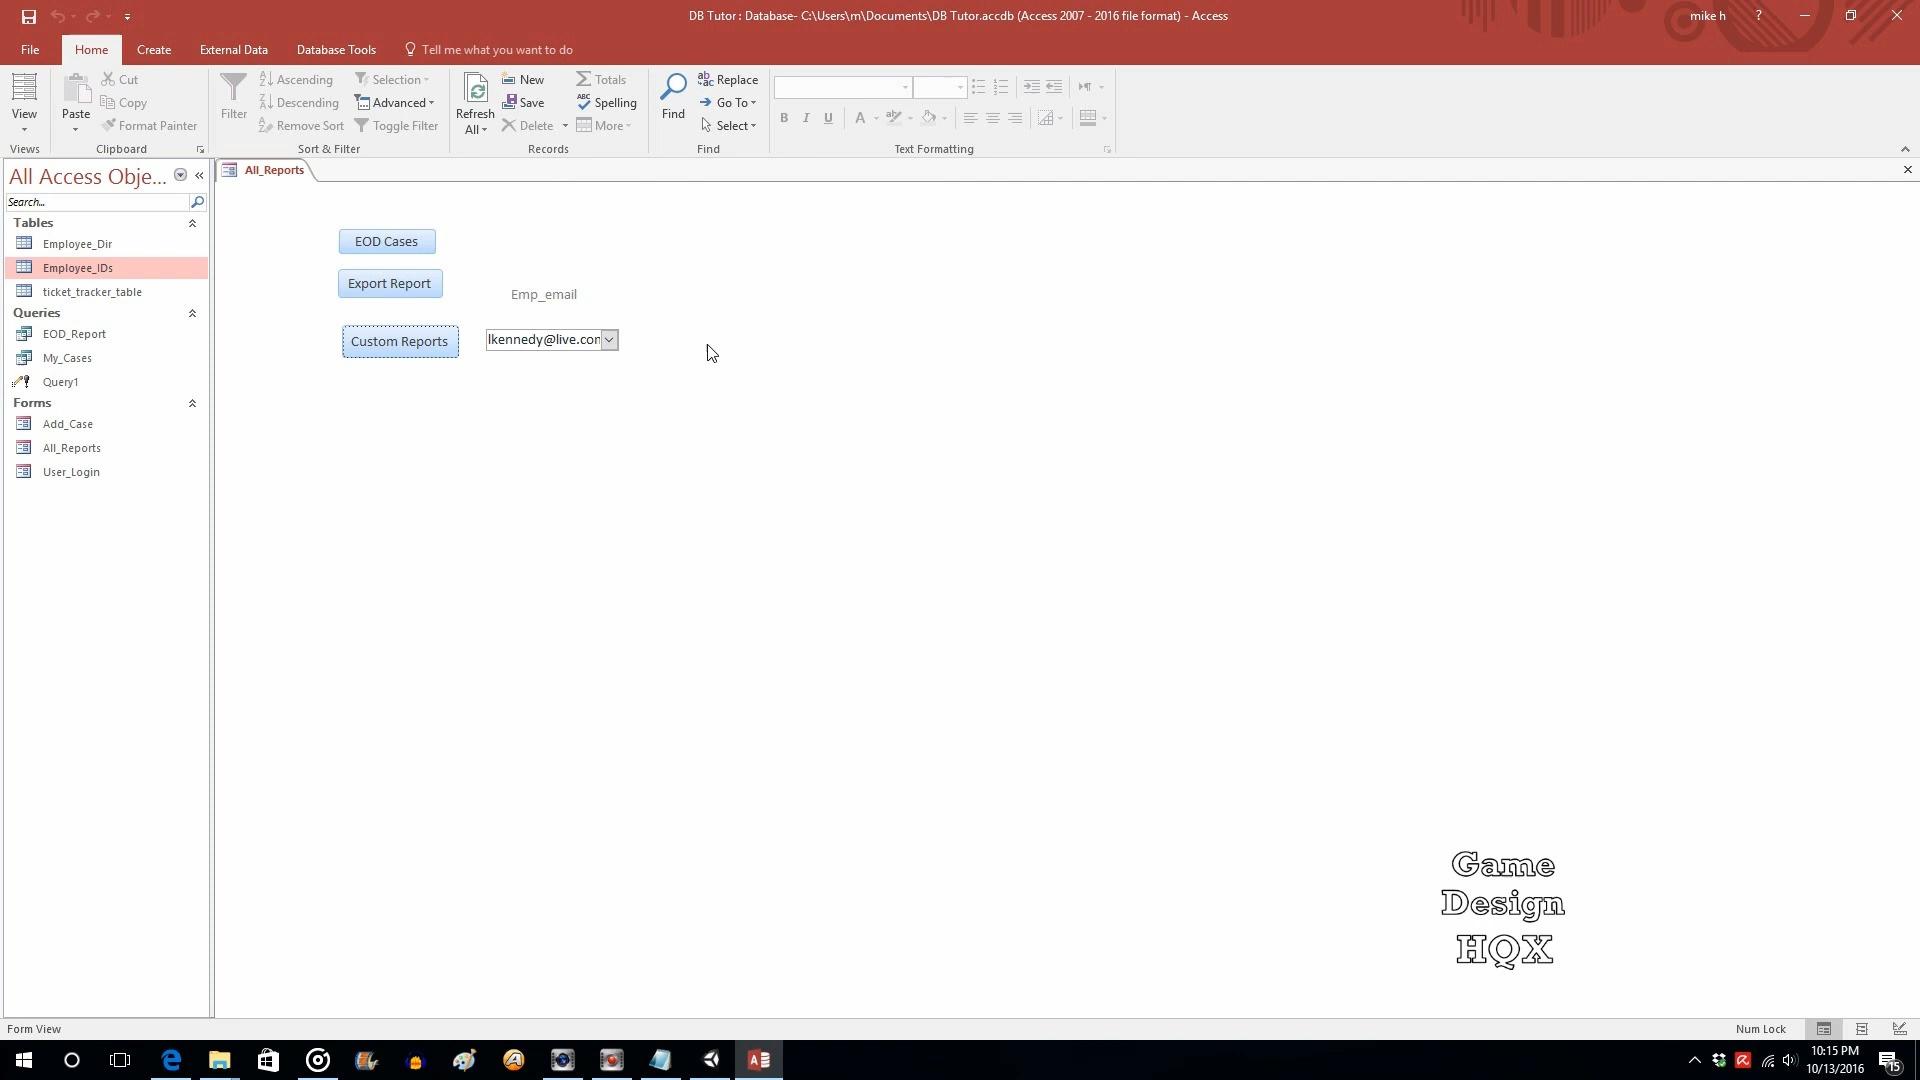 DB Tutor : Database- C:\Users\m\Documents\DB Tutor.accdb (Access 2007 - 2016 file format) - Access
mike h
?
File
Home
Create
External Data
Database Tools
Tell me what you want to do
View
Views
Paste
Cut
Copy
Format Painter
Clipboard
Filter
Ascending
Descending
Remove Sort
Selection
Advanced
Toggle Filter
Sort & Filter
Refresh
All
New
Save
Delete
Totals
Spelling
More
Records
Find
Replace
Go To
Select
Find
B I U A
Text Formatting
All Access Obje...
Search...
Tables
Employee_Dir
Employee_IDs
ticket_tracker_table
Queries
EOD_Report
My_Cases
Query1
Forms
Add_Case
All_Reports
User_Login
All_Reports
EOD Cases
Export Report
Emp_email
Custom Reports
lkennedy@live.con
Game
Design
HQX
Form View
Num Lock
10:15 PM
10/13/2016
15